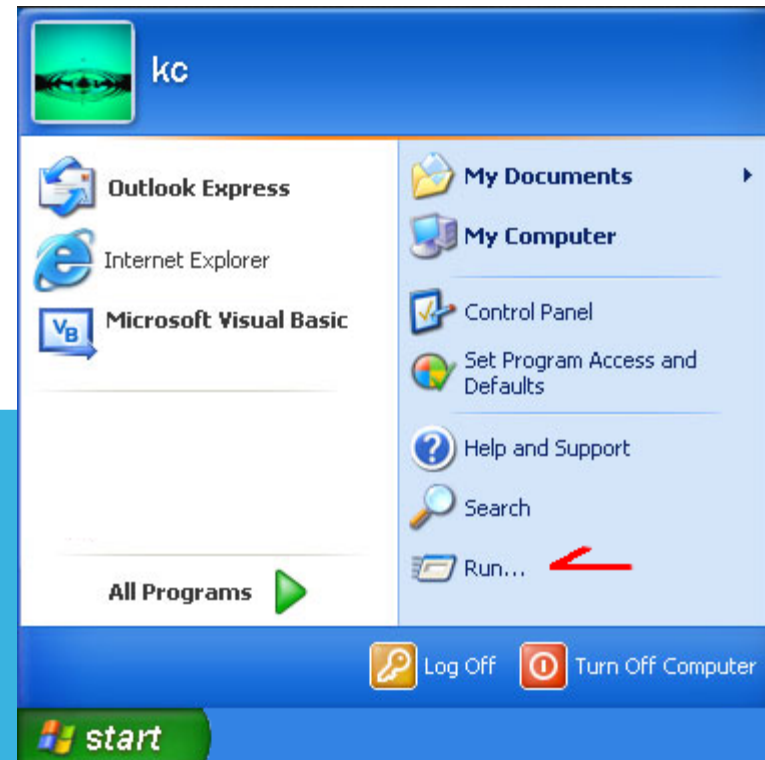 kc
Outlook Express
Internet Explorer
VB
Microsoft Visual Basic
All Programs
My Documents
My Computer
Control Panel
Set Program Access and
Defaults
Help and Support
Search
Run...
Log Off
Turn Off Computer
start